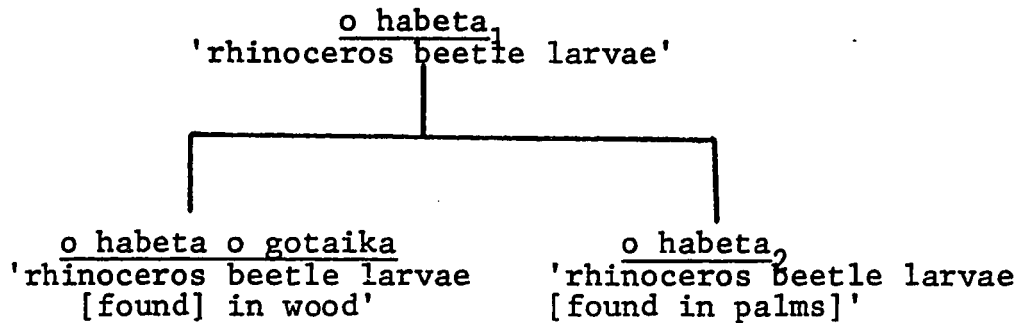 o habeta₁
'rhinoceros beetle larvae'
o habeta o gotaika
'rhinoceros beetle larvae
[found] in wood'
o habeta₂
'rhinoceros beetle larvae
[found in palms]'